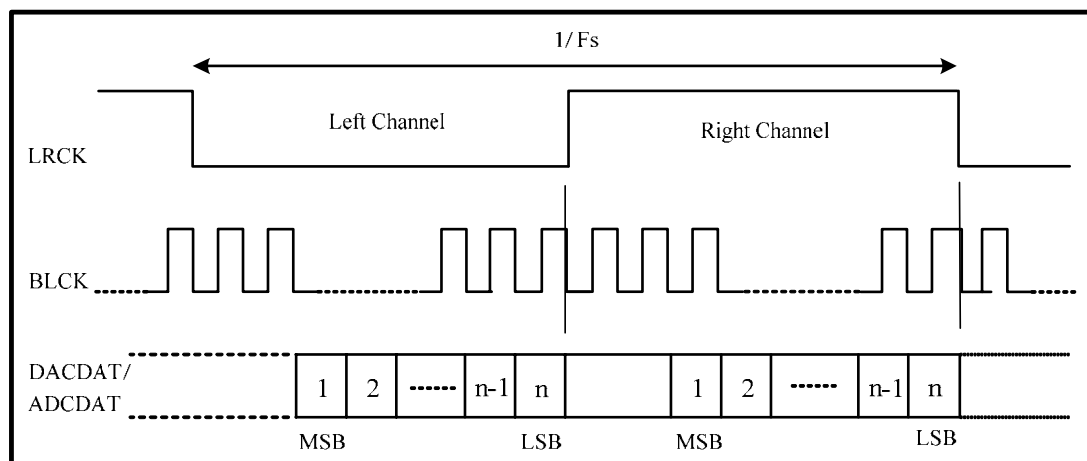 1/ Fs
Left Channel
Right Channel
LRCK
BLCK
DACDAT/
ADCDAT
1 2 n-1 n 1 2 n-1 n
MSB LSB MSB LSB